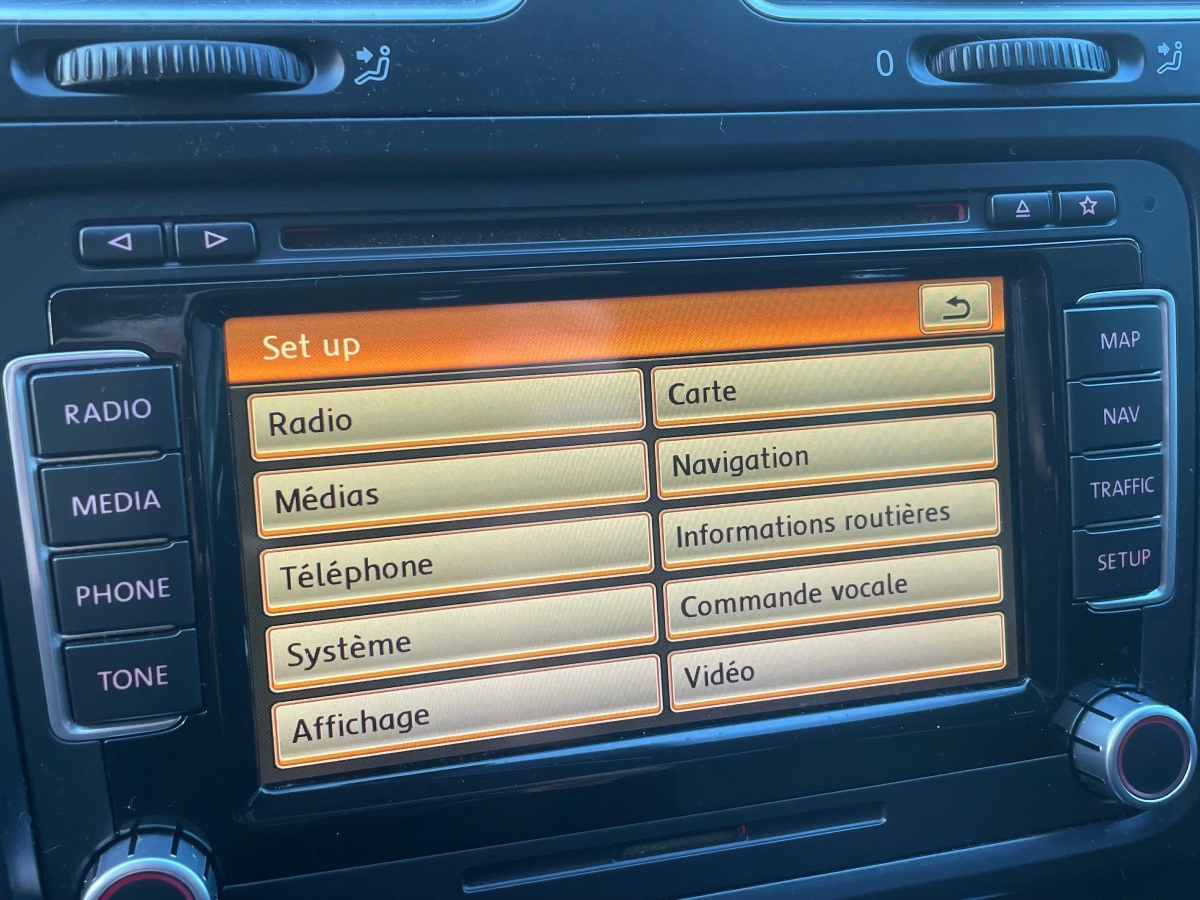 0
Set up
Radio
Carte
Médias
Navigation
Téléphone
Informations routières
Système
Commande vocale
Affichage
Vidéo
RADIO
MEDIA
PHONE
TONE
MAP
NAV
TRAFFIC
SETUP